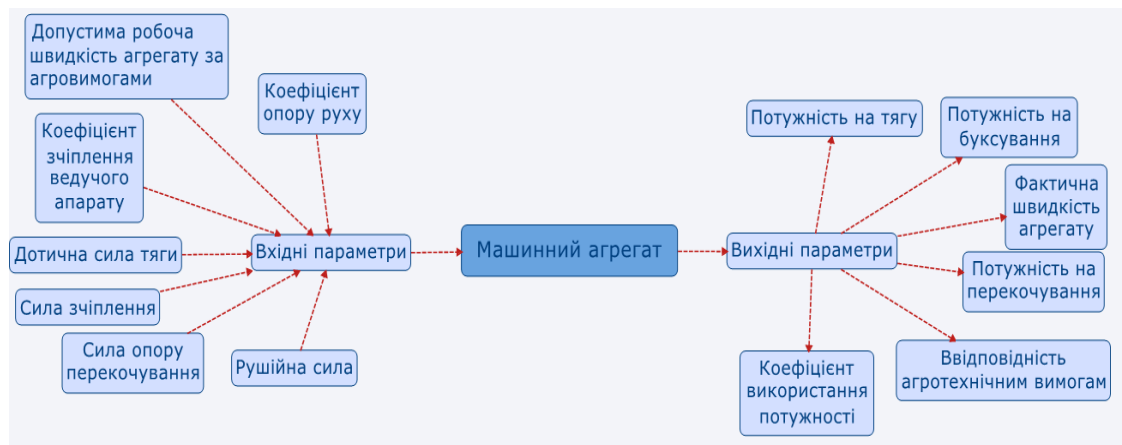 Допустима робоча
швидкість агрегату за
агровимогами
Коефіцієнт
опору руху
Коефіцієнт
зчіплення
ведучого
апарату
Дотична сила тяги
Вхідні параметри
Сила зчіплення
Сила опору
перекочування
Рушійна сила
Машинний агрегат
Потужність на тягу
Потужність на
буксування
Фактична
швидкість
агрегату
Вихідні параметри
Потужність на
перекочування
Ввідповідність
агротехнічним вимогам
Коефіцієнт
використання
потужності